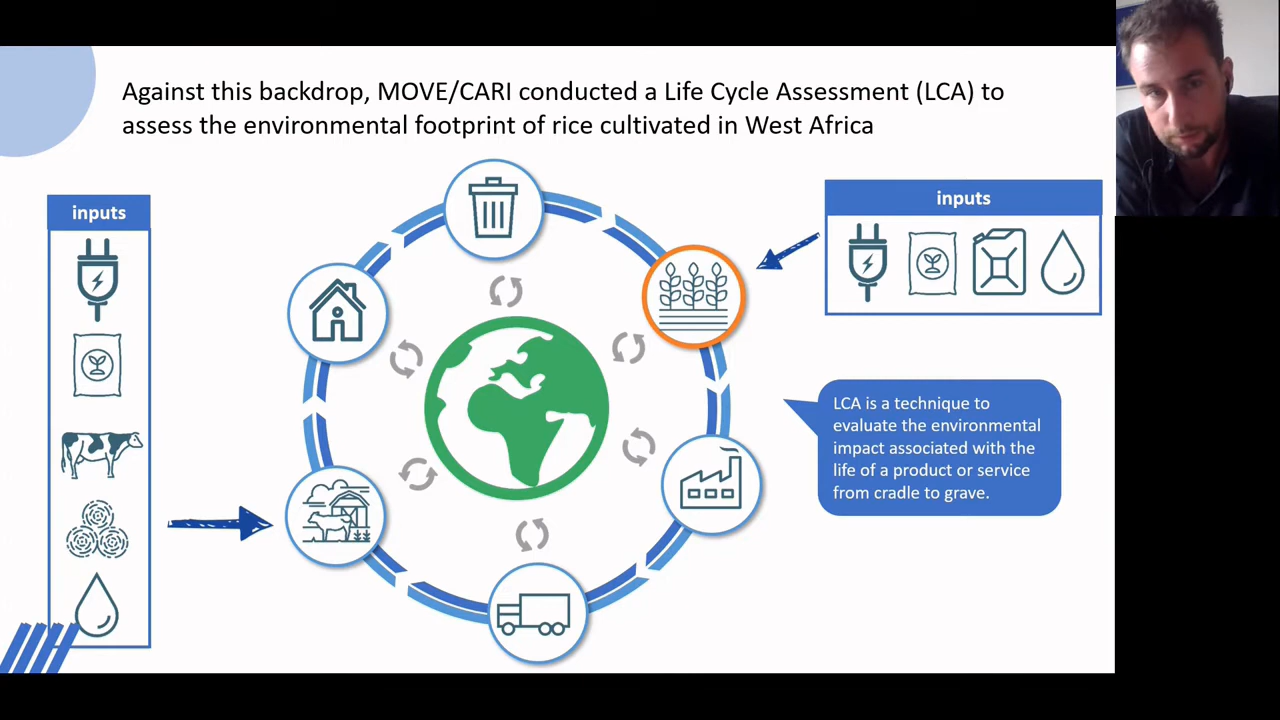 Against this backdrop, MOVE/CARI conducted a Life Cycle Assessment (LCA) to
assess the environmental footprint of rice cultivated in West Africa
inputs
inputs
LCA is a technique to
evaluate the environmental
impact associated with the
life of a product or service
from cradle to grave.